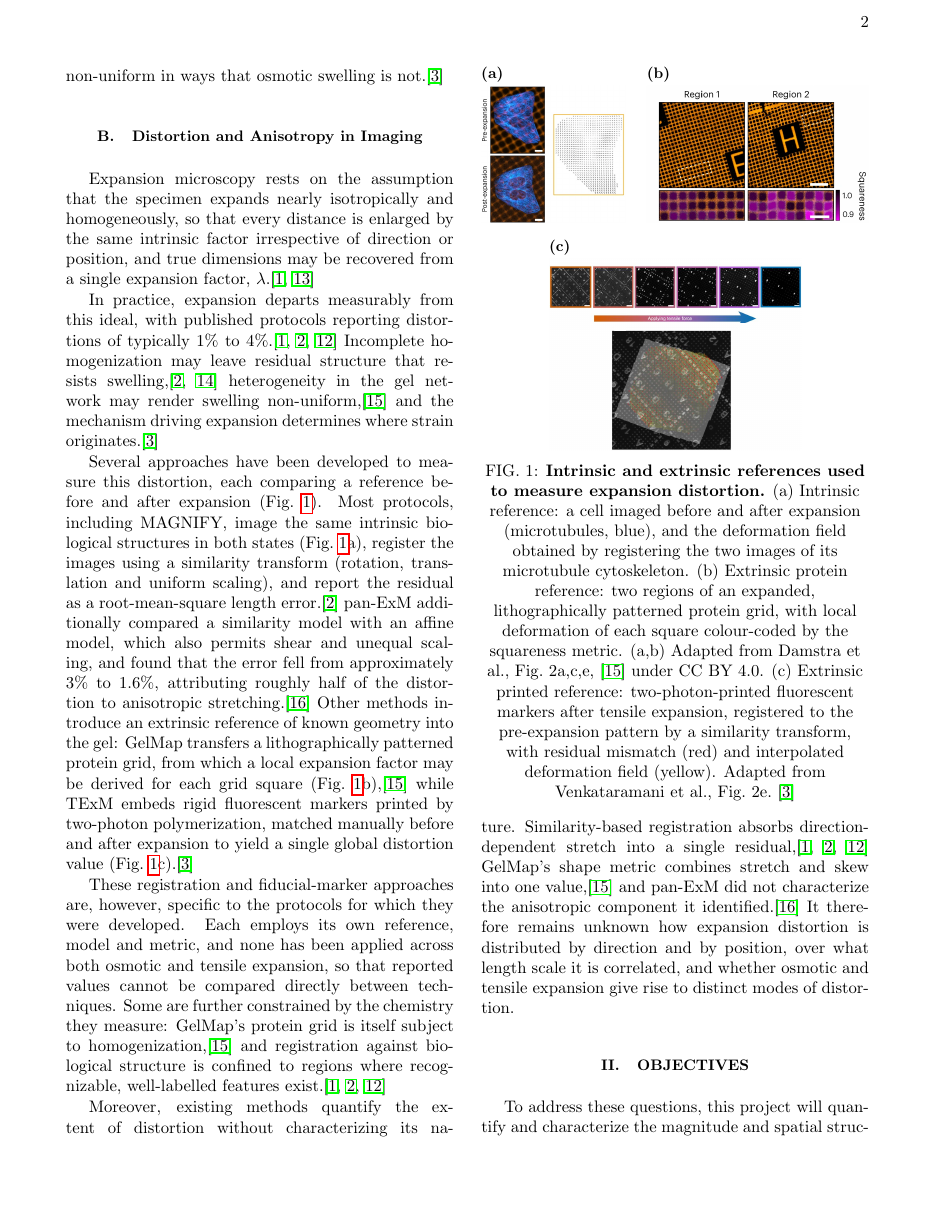 2
non-uniform in ways that osmotic swelling is not.[3]
B. Distortion and Anisotropy in Imaging
Expansion microscopy rests on the assumption
that the specimen expands nearly isotropically and
homogeneously, so that every distance is enlarged by
the same intrinsic factor irrespective of direction or
position, and true dimensions may be recovered from
a single expansion factor, λ.[1, 13]
In practice, expansion departs measurably from
this ideal, with published protocols reporting distor-
tions of typically 1% to 4%.[1, 2, 12] Incomplete ho-
mogenization may leave residual structure that re-
sists swelling,[2, 14] heterogeneity in the gel net-
work may render swelling non-uniform,[15] and the
mechanism driving expansion determines where strain
originates.[3]
Several approaches have been developed to mea-
sure this distortion, each comparing a reference be-
fore and after expansion (Fig. 1). Most protocols,
including MAGNIFY, image the same intrinsic bio-
logical structures in both states (Fig. 1a), register the
images using a similarity transform (rotation, trans-
lation and uniform scaling), and report the residual
as a root-mean-square length error.[2] pan-ExM addi-
tionally compared a similarity model with an affine
model, which also permits shear and unequal scal-
ing, and found that the error fell from approximately
3% to 1.6%, attributing roughly half of the distor-
tion to anisotropic stretching.[16] Other methods in-
troduce an extrinsic reference of known geometry into
the gel: GelMap transfers a lithographically patterned
protein grid, from which a local expansion factor may
be derived for each grid square (Fig. 1b),[15] while
TExM embeds rigid fluorescent markers printed by
two-photon polymerization, matched manually before
and after expansion to yield a single global distortion
value (Fig. 1c).[3]
These registration and fiducial-marker approaches
are, however, specific to the protocols for which they
were developed. Each employs its own reference,
model and metric, and none has been applied across
both osmotic and tensile expansion, so that reported
values cannot be compared directly between tech-
niques. Some are further constrained by the chemistry
they measure: GelMap's protein grid is itself subject
to homogenization,[15] and registration against bio-
logical structure is confined to regions where recog-
nizable, well-labelled features exist.[1, 2, 12]
Moreover, existing methods quantify the ex-
tent of distortion without characterizing its na-
(a)
Pre-expansion
Post-expansion
(b)
Region 1
Region 2
E
H
Squareness
1.0
0.9
(c)
Applying tensile force
FIG. 1: Intrinsic and extrinsic references used
to measure expansion distortion. (a) Intrinsic
reference: a cell imaged before and after expansion
(microtubules, blue), and the deformation field
obtained by registering the two images of its
microtubule cytoskeleton. (b) Extrinsic protein
reference: two regions of an expanded,
lithographically patterned protein grid, with local
deformation of each square colour-coded by the
squareness metric. (a,b) Adapted from Damstra et
al., Fig. 2a,c,e, [15] under CC BY 4.0. (c) Extrinsic
printed reference: two-photon-printed fluorescent
markers after tensile expansion, registered to the
pre-expansion pattern by a similarity transform,
with residual mismatch (red) and interpolated
deformation field (yellow). Adapted from
Venkataramani et al., Fig. 2e. [3]
ture. Similarity-based registration absorbs direction-
dependent stretch into a single residual,[1, 2, 12]
GelMap's shape metric combines stretch and skew
into one value,[15] and pan-ExM did not characterize
the anisotropic component it identified.[16] It there-
fore remains unknown how expansion distortion is
distributed by direction and by position, over what
length scale it is correlated, and whether osmotic and
tensile expansion give rise to distinct modes of distor-
tion.
II. OBJECTIVES
To address these questions, this project will quan-
tify and characterize the magnitude and spatial struc-